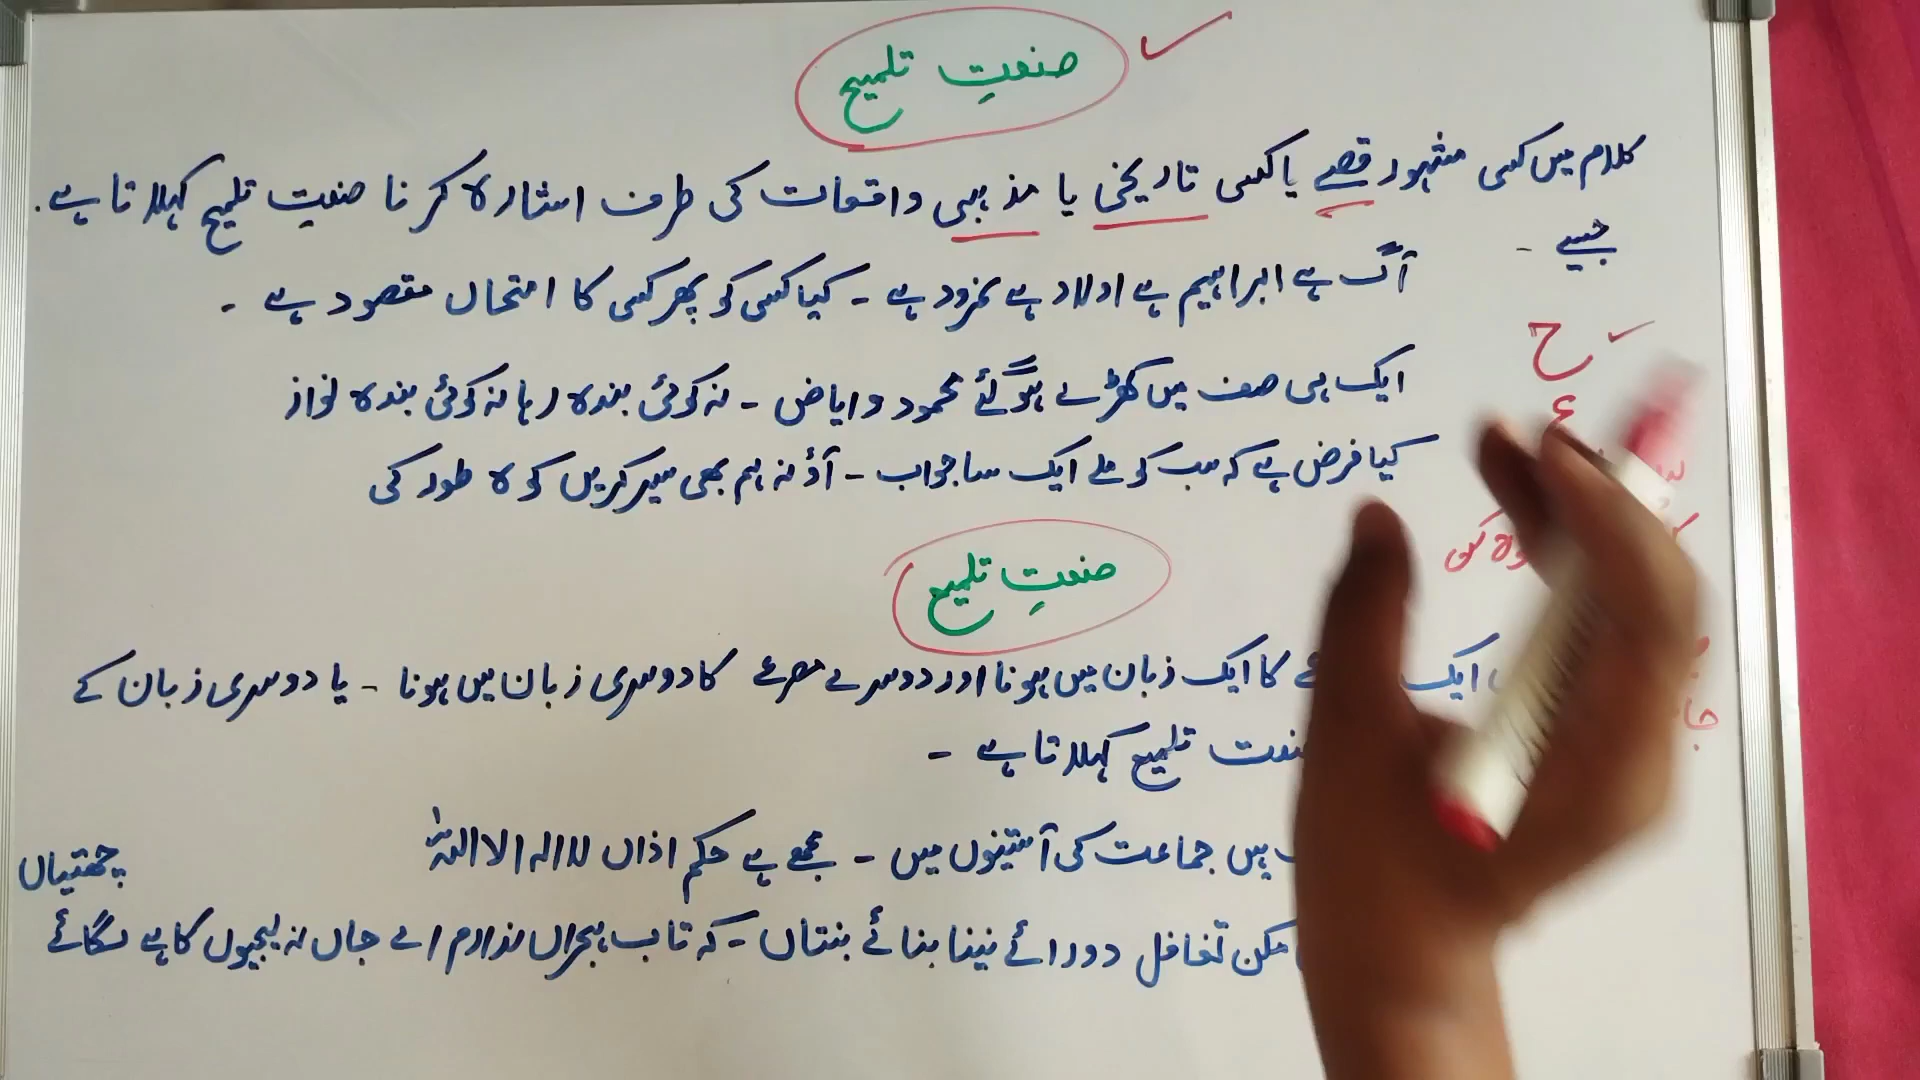 صنعتِ تلمیح
کلام میں کسی مشہور قصے یا کسی تاریخی یا مذہبی واقعات کی طرف اشارہ کرنا صنعتِ تلمیح کہلاتا ہے۔
جیسے ۔
آگ ہے ابراہیم ہے اولاد ہے نمرود ہے ۔ کیا کسی کو پھر کسی کا امتحاں مقصود ہے ۔
ح
ایک ہی صف میں کھڑے ہوگئے محمود و ایاض ۔ نہ کوئی بندہ رہا نہ کوئی بندہ نواز
ع
کیا فرض ہے کہ سب کو ملے ایک سا جواب ۔ آؤ نہ ہم بھی سیر کریں کوہ طور کی
صنعتِ تلمیع
ایک کا ایک زبان میں ہونا اور دوسرے مصرعے کا دوسری زبان میں ہونا ۔ یا دوسری زبان کے
تلمیع کہلاتا ہے ۔
ہیں جماعت کی آستینوں میں ۔ مجھے ہے حکم اذاں لا الہ الا اللہ
چھتیاں
مکن تغافل دورائے نینا بنائے بتیاں ۔ کہ تاب ہجراں ندارم اے جاں نہ لیجیوں کاہے لگائے